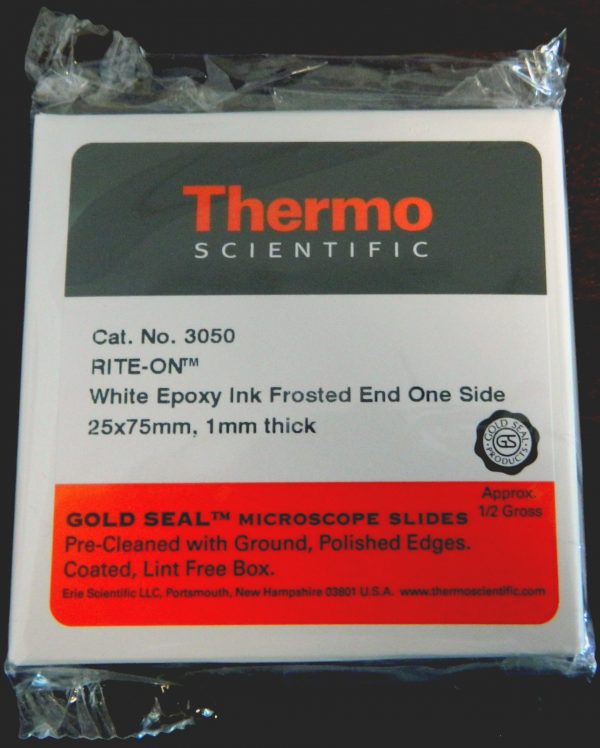 Thermo
SCIENTIFIC
Cat. No. 3050
RITE-ON™
White Epoxy Ink Frosted End One Side
25x75mm, 1mm thick
GOLD SEAL
GS
PRODUCTS
Approx.
1/2 Gross
GOLD SEAL™ MICROSCOPE SLIDES
Pre-Cleaned with Ground, Polished Edges.
Coated, Lint Free Box.
Erie Scientific LLC, Portsmouth, New Hampshire 03801 U.S.A. www.thermoscientific.com